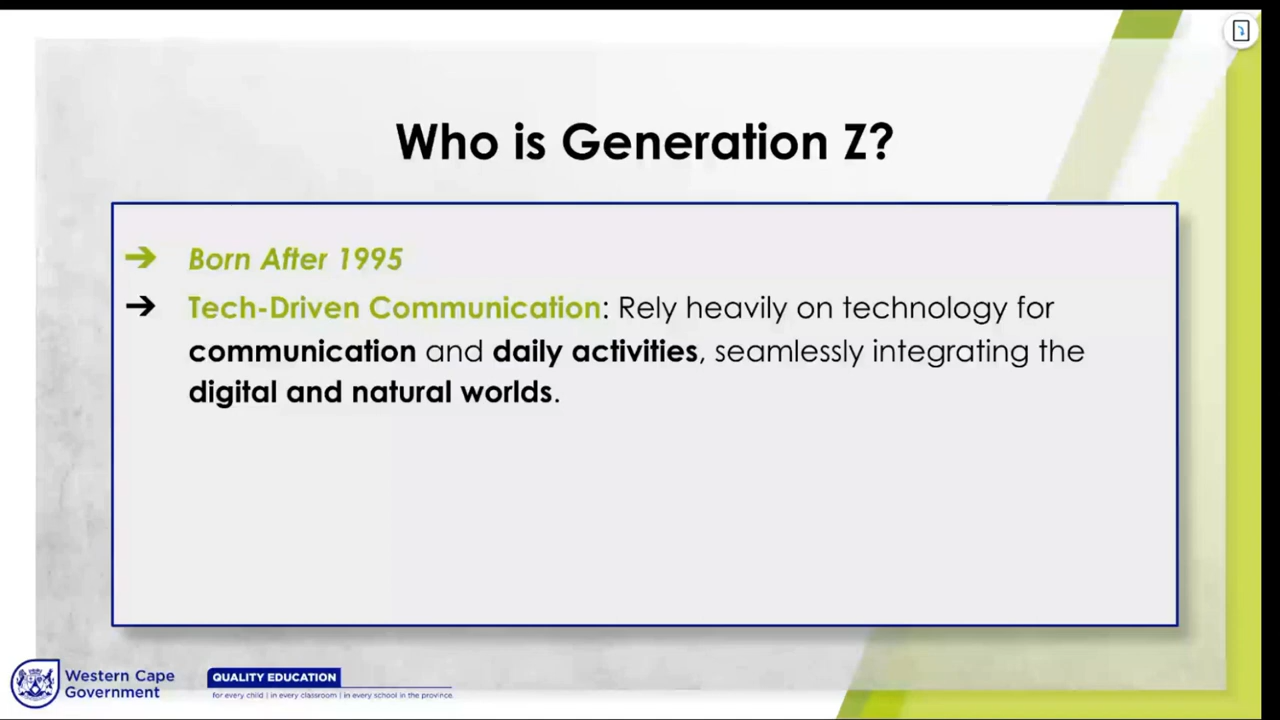 Who is Generation Z?
➔ Born After 1995
➔ Tech-Driven Communication: Rely heavily on technology for
communication and daily activities, seamlessly integrating the
digital and natural worlds.
Western Cape
Government
QUALITY EDUCATION
for every child | in every classroom | in every school in the province